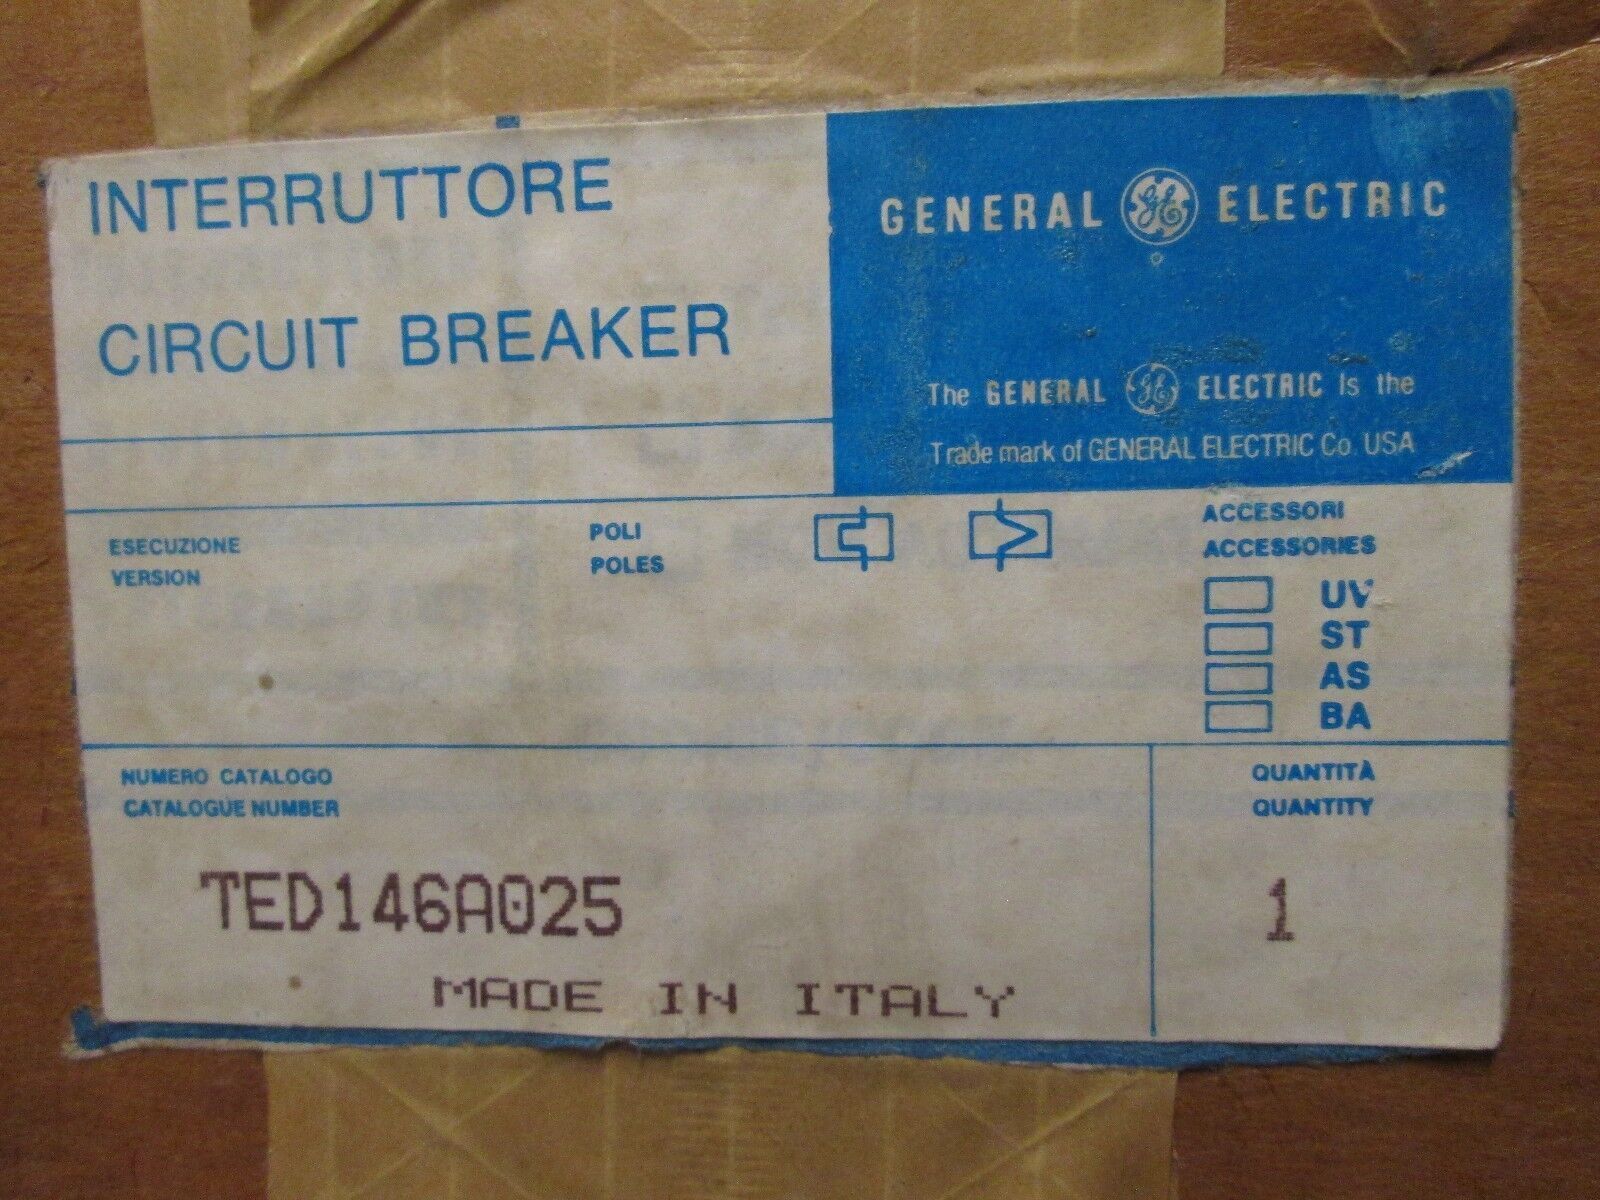 INTERRUTTORE
CIRCUIT BREAKER
GENERAL GE ELECTRIC
The GENERAL GE ELECTRIC Is the
Trade mark of GENERAL ELECTRIC Co. USA
ESECUZIONE
VERSION
POLI
POLES
ACCESSORI
ACCESSORIES
UV
ST
AS
BA
NUMERO CATALOGO
CATALOGUE NUMBER
QUANTITÀ
QUANTITY
TED146A025
1
MADE IN ITALY